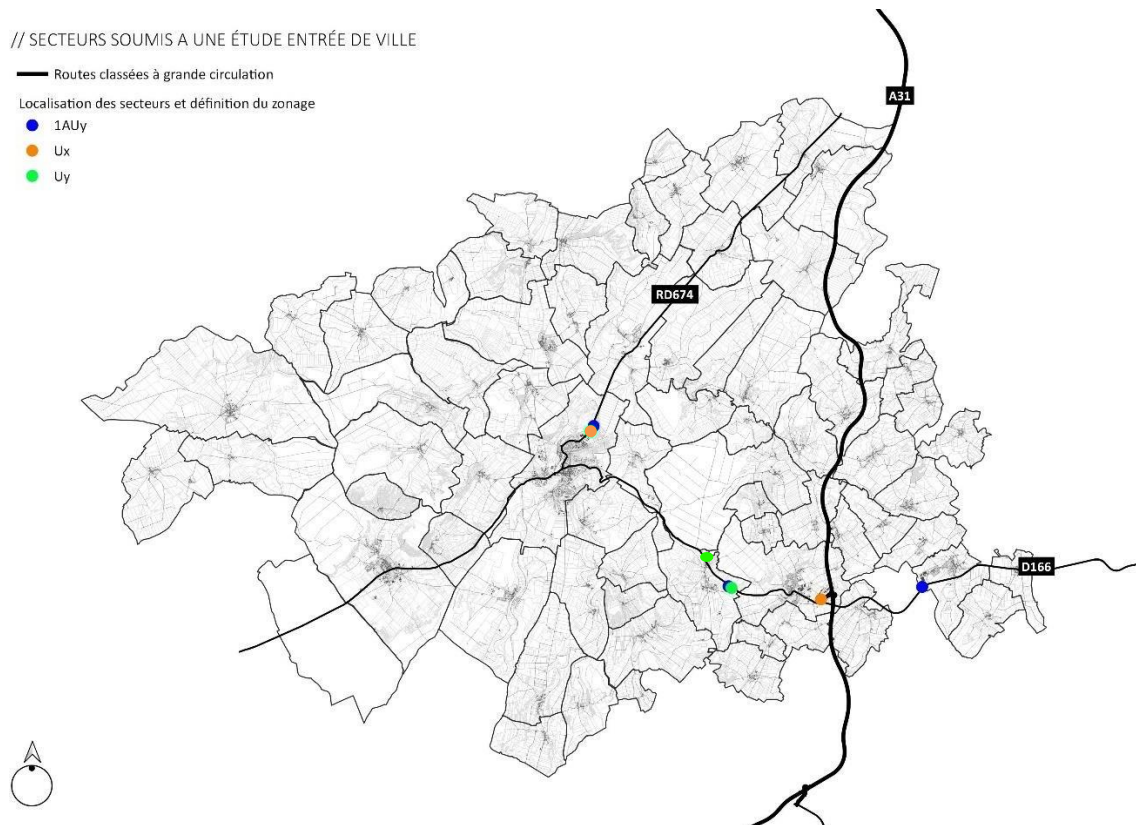 // SECTEURS SOUMIS A UNE ÉTUDE ENTRÉE DE VILLE
Routes classées à grande circulation
Localisation des secteurs et définition du zonage
1AUy
Ux
Uy
A31
RD674
D166